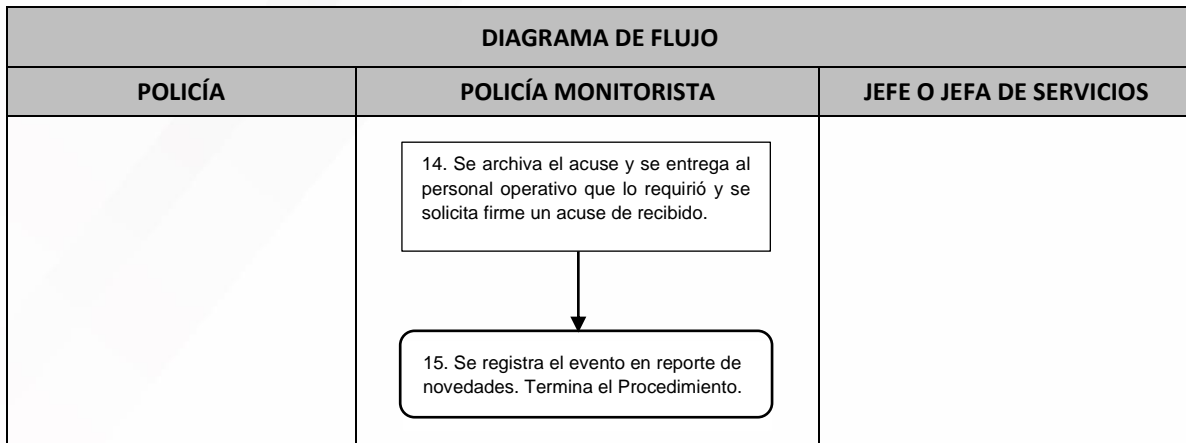 DIAGRAMA DE FLUJO
POLICÍA
POLICÍA MONITORISTA
JEFE O JEFA DE SERVICIOS
14. Se archiva el acuse y se entrega al
personal operativo que lo requirió y se
solicita firme un acuse de recibido.
15. Se registra el evento en reporte de
novedades. Termina el Procedimiento.